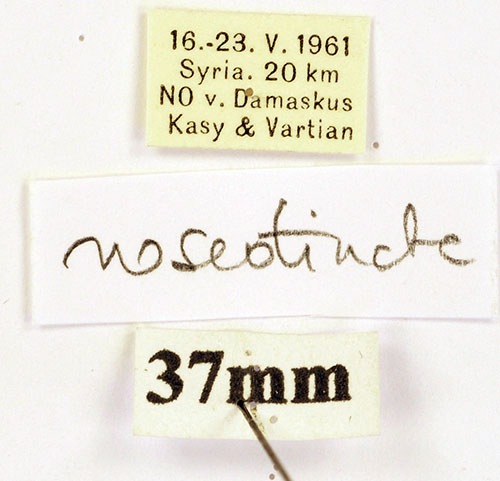 16.-23. V. 1961
Syria. 20 km
NO v. Damaskus
Kasy & Vartian
roseotincta
37mm